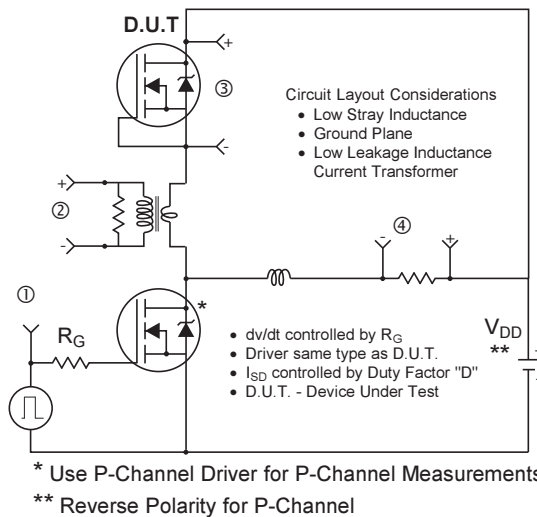 D.U.T
+
③
-
Circuit Layout Considerations
• Low Stray Inductance
• Ground Plane
• Low Leakage Inductance
Current Transformer
+
②
-
④
- +
①
R_G
*
• dv/dt controlled by R_G
• Driver same type as D.U.T.
• I_SD controlled by Duty Factor "D"
• D.U.T. - Device Under Test
V_DD
**
+
-
* Use P-Channel Driver for P-Channel Measurements
** Reverse Polarity for P-Channel